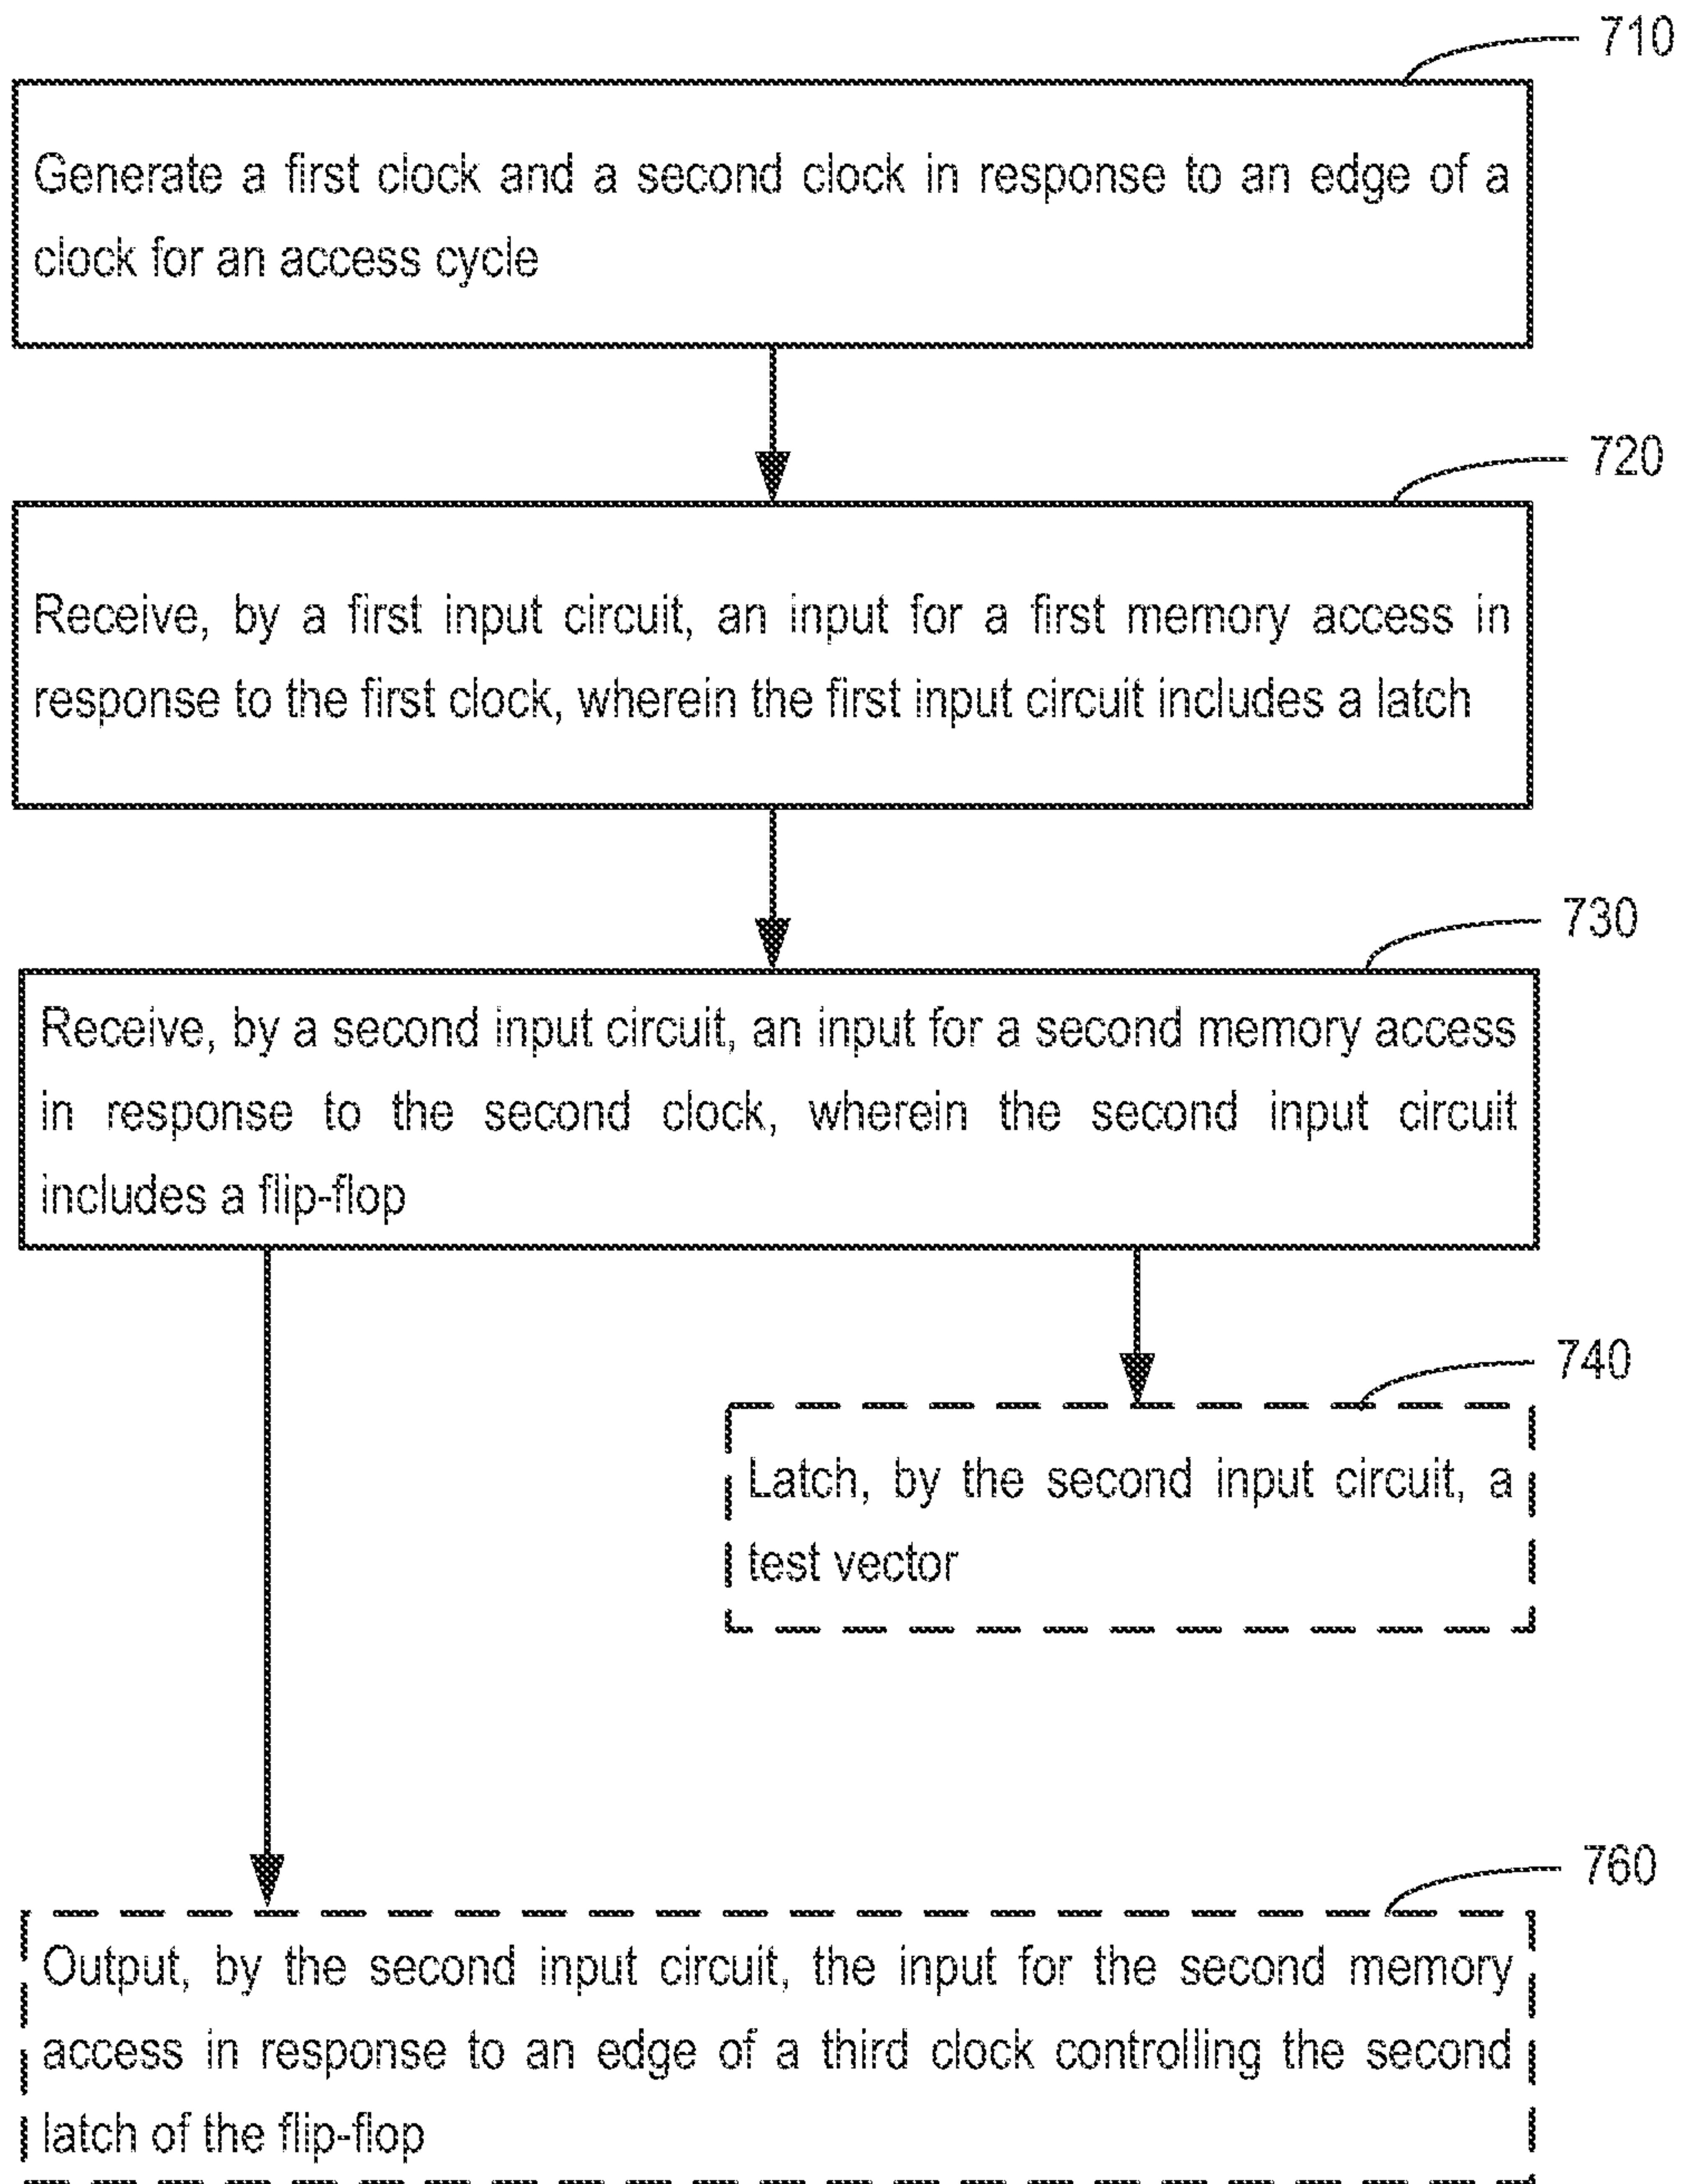 710
Generate a first clock and a second clock in response to an edge of a
clock for an access cycle
720
Receive, by a first input circuit, an input for a first memory access in
response to the first clock, wherein the first input circuit includes a latch
730
Receive, by a second input circuit, an input for a second memory access
in response to the second clock, wherein the second input circuit
includes a flip-flop
740
Latch, by the second input circuit, a
test vector
760
Output, by the second input circuit, the input for the second memory
access in response to an edge of a third clock controlling the second
latch of the flip-flop